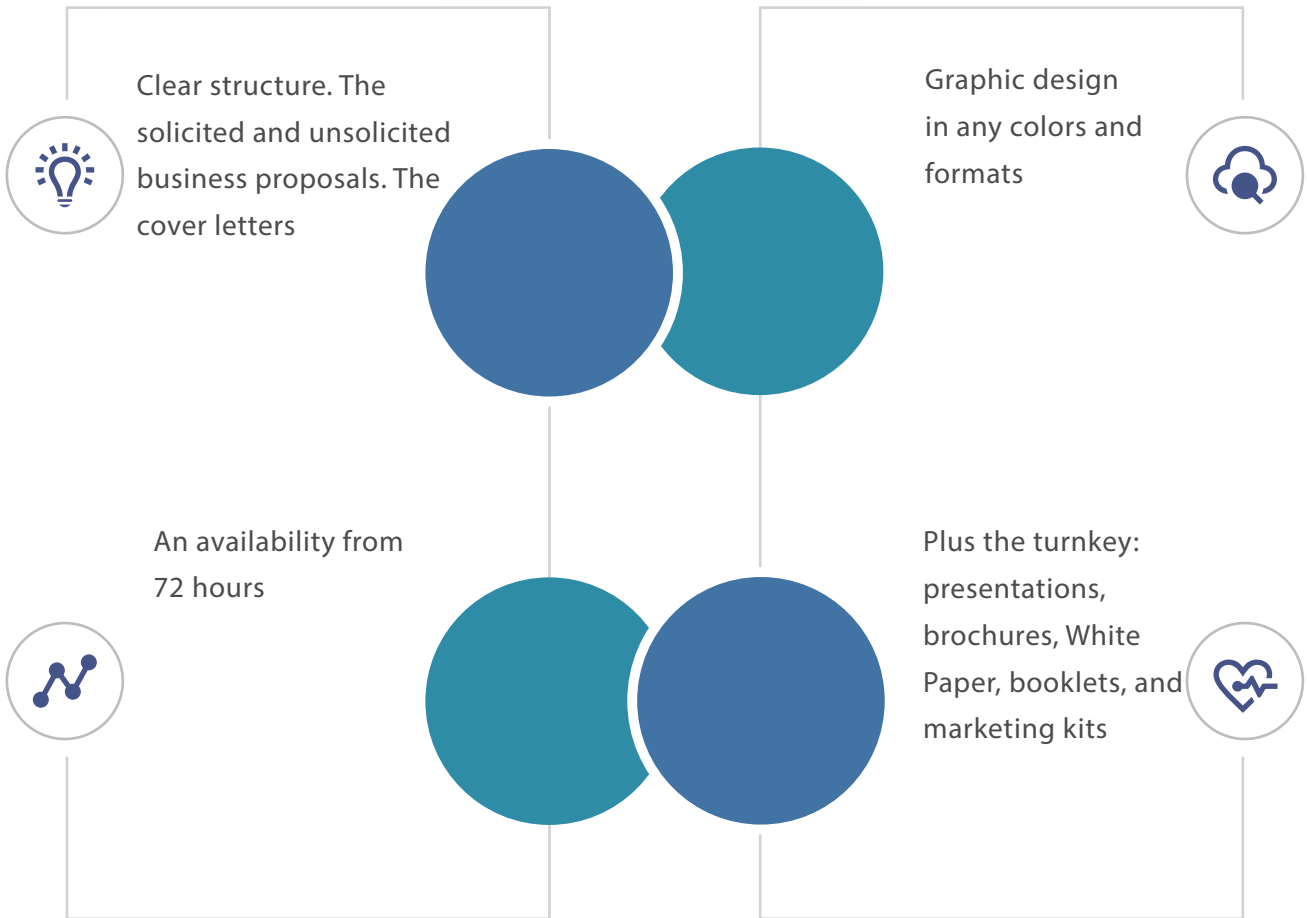 Clear structure. The
solicited and unsolicited
business proposals. The
cover letters
Graphic design
in any colors and
formats
An availability from
72 hours
Plus the turnkey:
presentations,
brochures, White
Paper, booklets, and
marketing kits